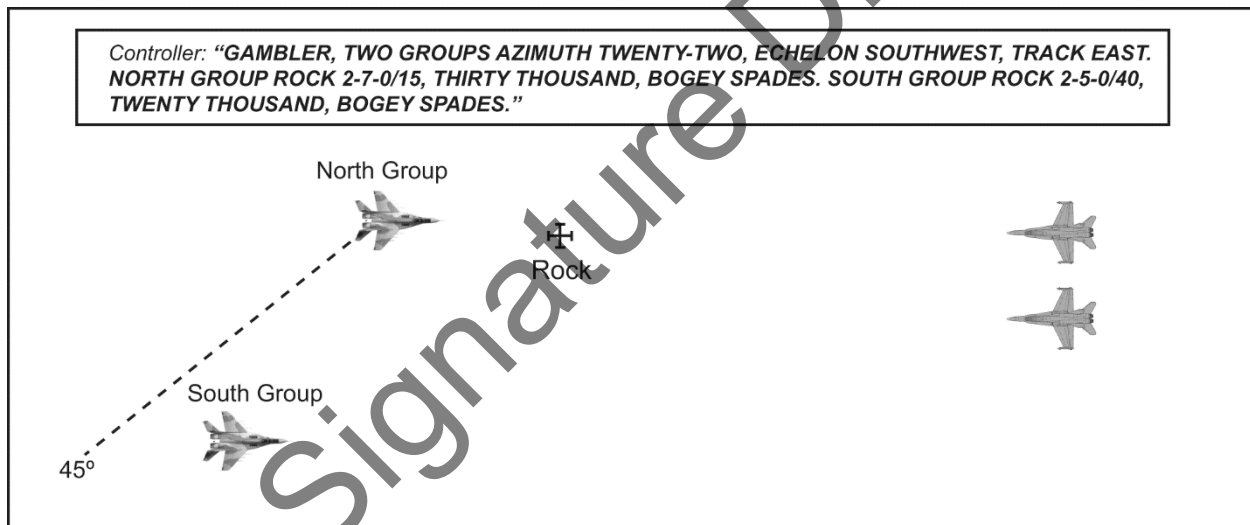 Controller: “GAMBLER, TWO GROUPS AZIMUTH TWENTY-TWO, ECHELON SOUTHWEST, TRACK EAST.
NORTH GROUP ROCK 2-7-0/15, THIRTY THOUSAND, BOGEY SPADES. SOUTH GROUP ROCK 2-5-0/40,
TWENTY THOUSAND, BOGEY SPADES.”
North Group
Rock
South Group
45º
Signature D